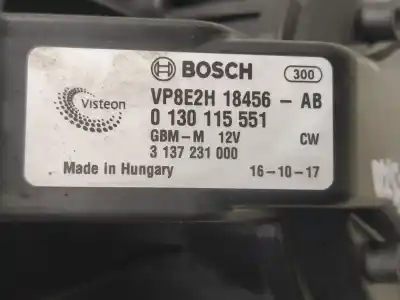 BOSCH 300
Visteon
VP8E2H 18456 - AB
0 130 115 551
GBM-M 12V CW
3 137 231 000
Made in Hungary 16-10-17